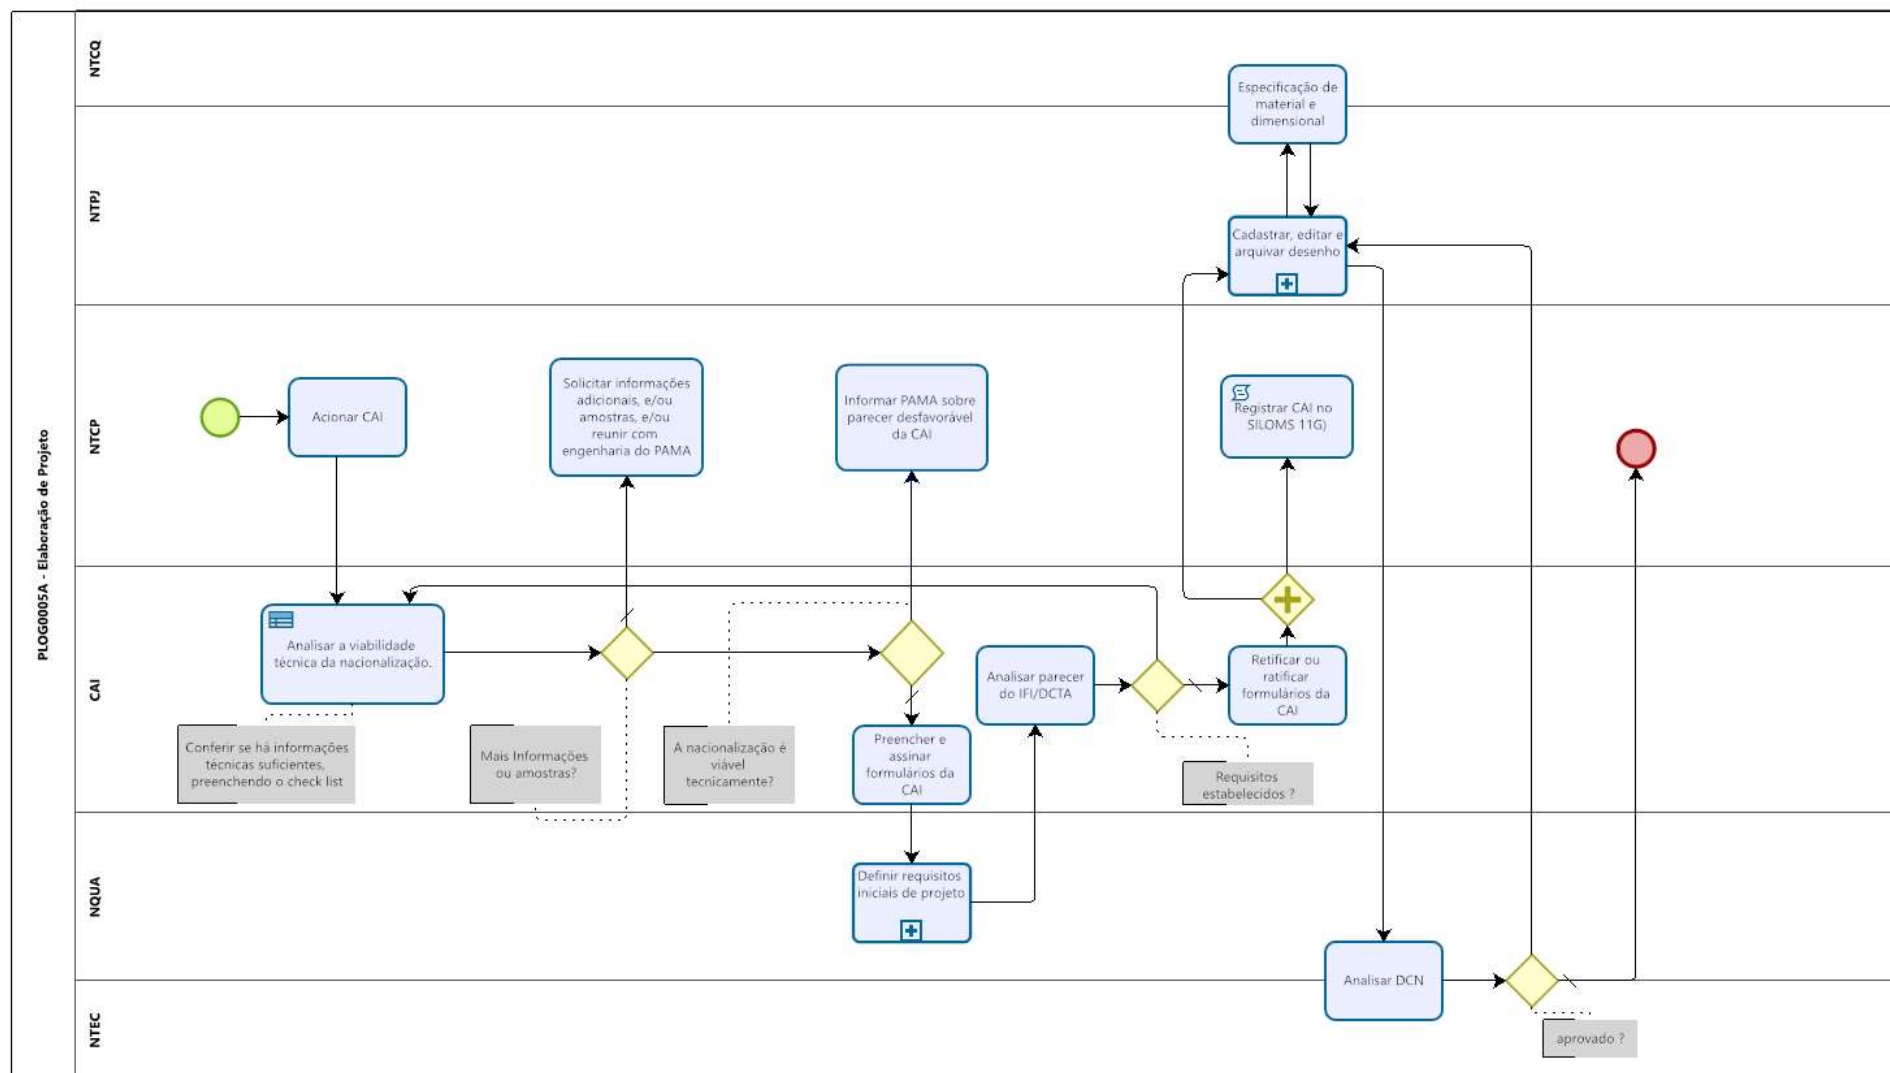 PLOG0005A - Elaboração de Projeto
NTCQ
NTPJ
NTCP
CAI
NQUA
NTEC
Especificação de
material e
dimensional
Cadastrar, editar e
arquivar desenho
Acionar CAI
Solicitar informações
adicionais, e/ou
amostras, e/ou
reunir com
engenharia do PAMA
Informar PAMA sobre
parecer desfavorável
da CAI
Registrar CAI no
SILOMS 11G)
Analisar a viabilidade
técnica da nacionalização.
Conferir se há informações
técnicas suficientes,
preenchendo o check list
Mais Informações
ou amostras?
A nacionalização é
viável
tecnicamente?
Preencher e
assinar
formulários da
CAI
Analisar parecer
do IFI/DCTA
Retificar ou
ratificar
formulários da
CAI
Requisitos
estabelecidos ?
Definir requisitos
iniciais de projeto
Analisar DCN
aprovado ?